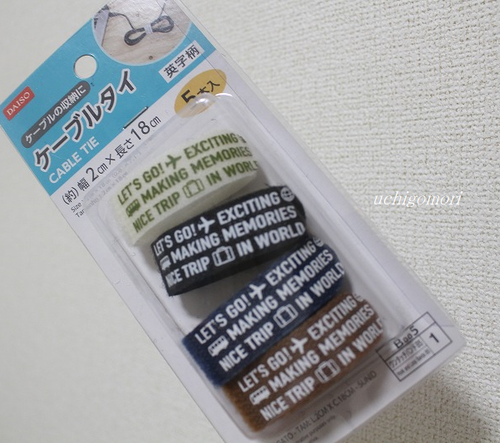 DAISO
ケーブルの収納に
英字柄
ケーブルタイ
CABLE TIE
5本入
(約)幅2cm×長さ18cm
LET'S GO! EXCITING
MAKING MEMORIES
NICE TRIP IN WORLD
LET'S GO! EXCITING
MAKING MEMORIES
NICE TRIP IN WORLD
LET'S GO! EXCITING
MAKING MEMORIES
NICE TRIP IN WORLD
LET'S GO! EXCITING
MAKING MEMORIES
NICE TRIP IN WORLD
uchigomori
1